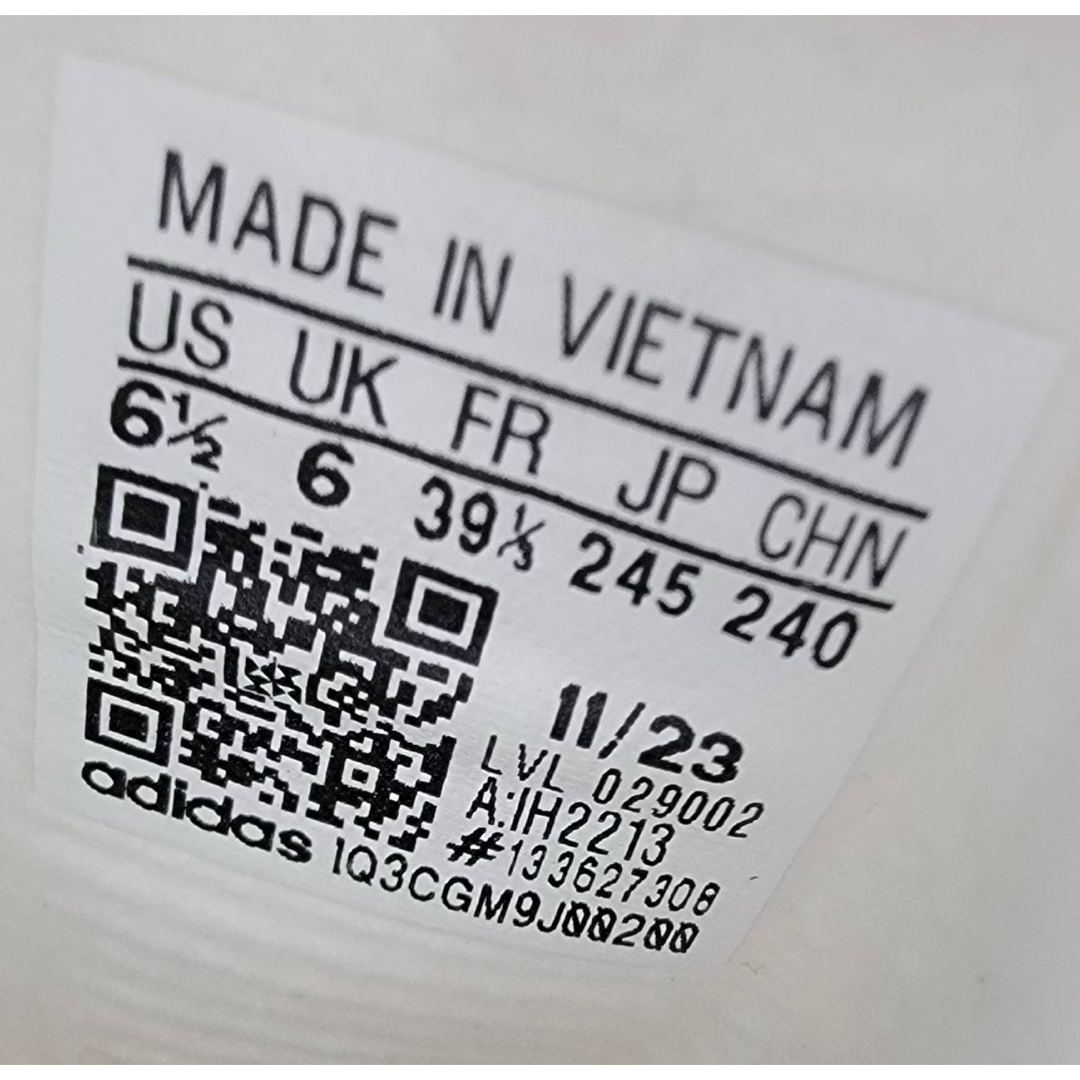 MADE IN VIETNAM
US UK FR JP CHN
6½ 6 39⅓ 245 240
11/23
LVL 029002
A:IH2213
#133627308
adidas 1Q3CGM9J00200